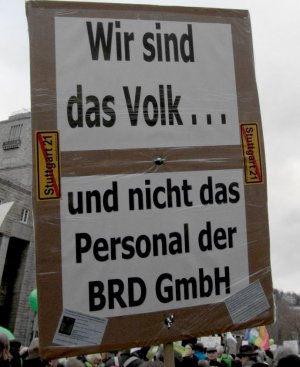 Wir sind
das Volk . . .
Stuttgart 21
Stuttgart 21
und nicht das
Personal der
BRD GmbH